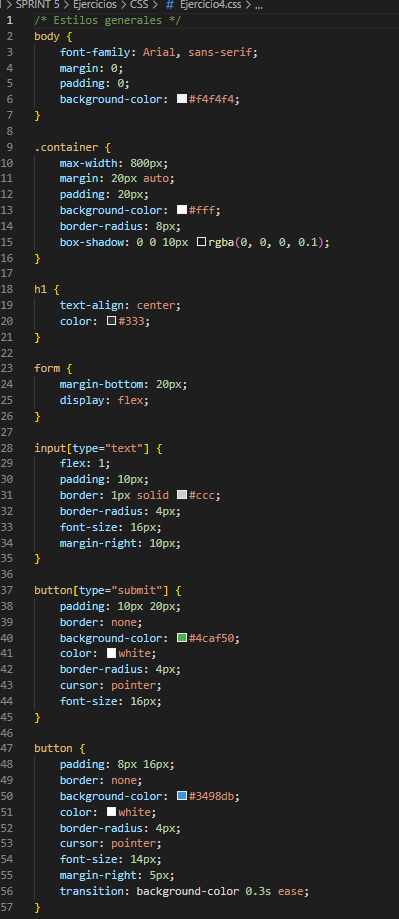 SPRINT 5 > Ejercicios > CSS > # Ejercicio4.css > ...
1 /* Estilos generales */
2 body {
3 font-family: Arial, sans-serif;
4 margin: 0;
5 padding: 0;
6 background-color: #f4f4f4;
7 }
8
9 .container {
10 max-width: 800px;
11 margin: 20px auto;
12 padding: 20px;
13 background-color: #fff;
14 border-radius: 8px;
15 box-shadow: 0 0 10px rgba(0, 0, 0, 0.1);
16 }
17
18 h1 {
19 text-align: center;
20 color: #333;
21 }
22
23 form {
24 margin-bottom: 20px;
25 display: flex;
26 }
27
28 input[type="text"] {
29 flex: 1;
30 padding: 10px;
31 border: 1px solid #ccc;
32 border-radius: 4px;
33 font-size: 16px;
34 margin-right: 10px;
35 }
36
37 button[type="submit"] {
38 padding: 10px 20px;
39 border: none;
40 background-color: #4caf50;
41 color: white;
42 border-radius: 4px;
43 cursor: pointer;
44 font-size: 16px;
45 }
46
47 button {
48 padding: 8px 16px;
49 border: none;
50 background-color: #3498db;
51 color: white;
52 border-radius: 4px;
53 cursor: pointer;
54 font-size: 14px;
55 margin-right: 5px;
56 transition: background-color 0.3s ease;
57 }